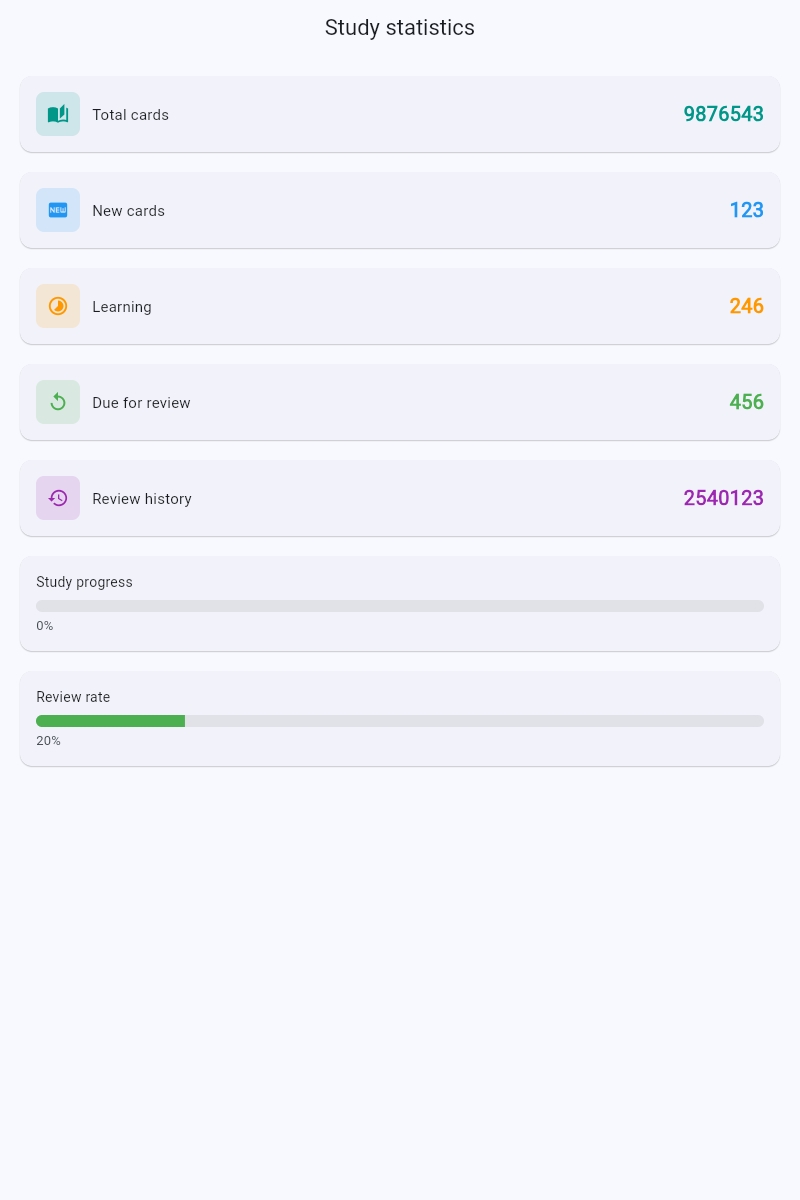 Study statistics
Total cards 9876543
NEW New cards 123
Learning 246
Due for review 456
Review history 2540123
Study progress
0%
Review rate
20%